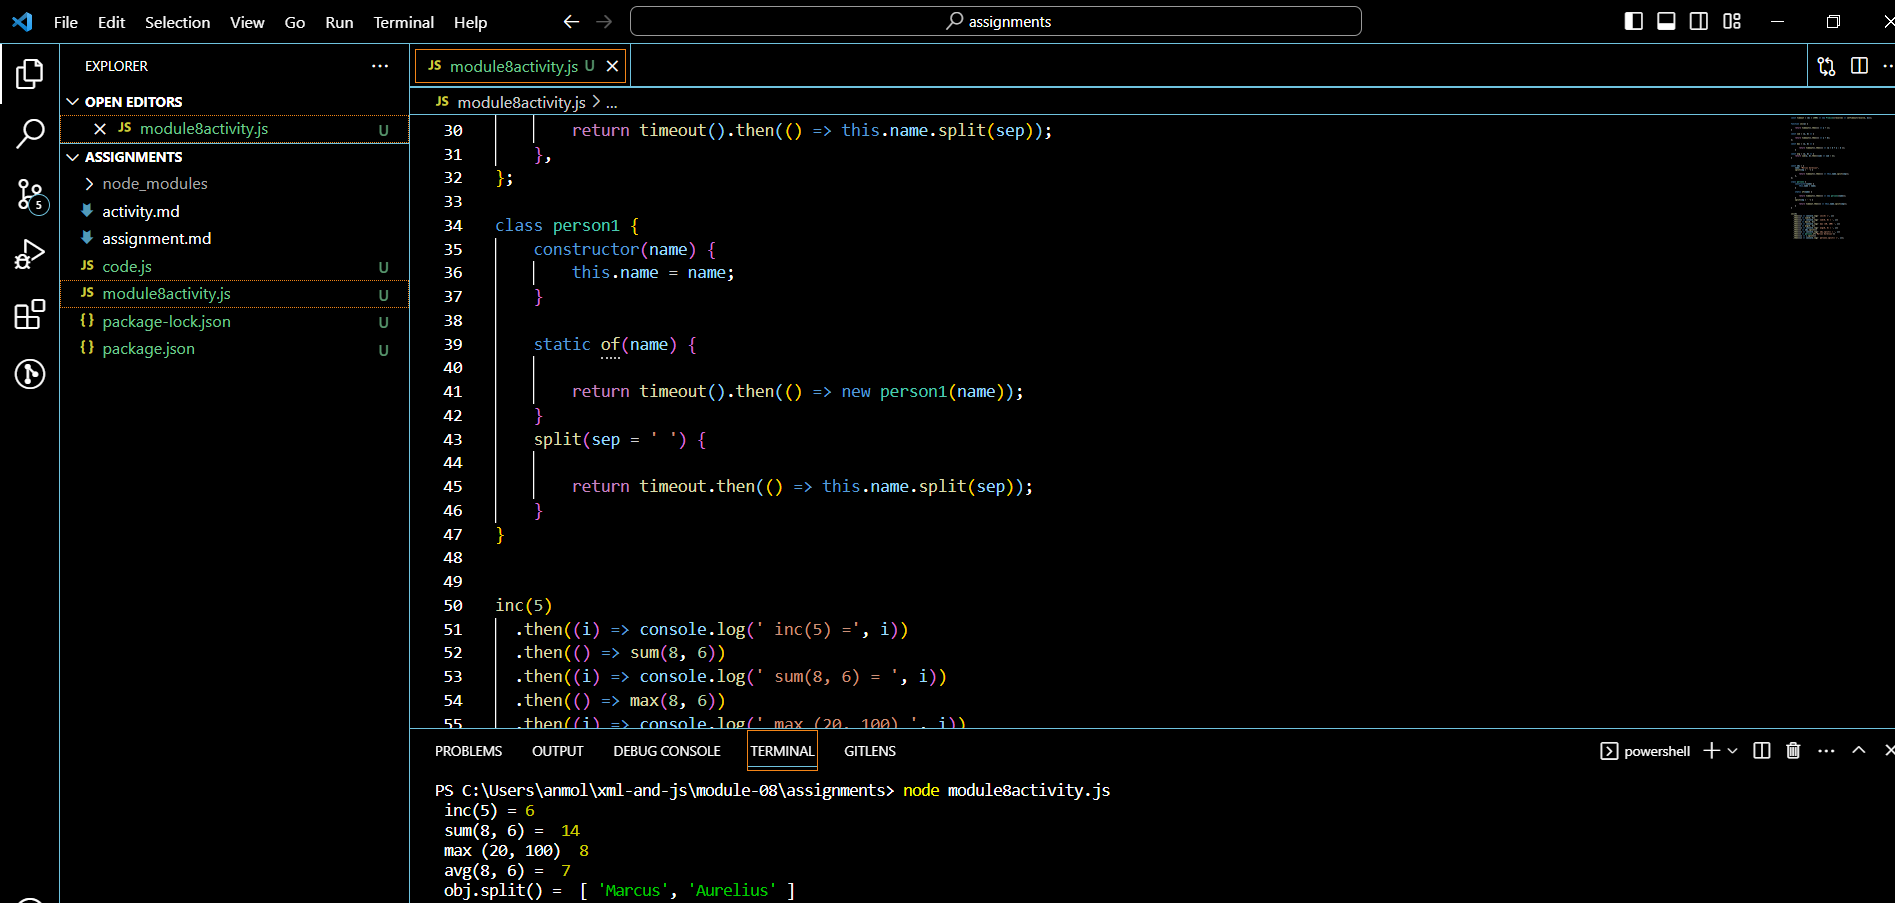 File Edit Selection View Go Run Terminal Help
assignments
EXPLORER
OPEN EDITORS
JS module8activity.js U
ASSIGNMENTS
node_modules
activity.md
assignment.md
JS code.js U
JS module8activity.js U
{} package-lock.json U
{} package.json U
5
JS module8activity.js U
JS module8activity.js > ...
30 return timeout().then(() => this.name.split(sep));
31 },
32 };
33
34 class person1 {
35 constructor(name) {
36 this.name = name;
37 }
38
39 static of(name) {
40
41 return timeout().then(() => new person1(name));
42 }
43 split(sep = ' ') {
44
45 return timeout.then(() => this.name.split(sep));
46 }
47 }
48
49
50 inc(5)
51 .then((i) => console.log(' inc(5) =', i))
52 .then(() => sum(8, 6))
53 .then((i) => console.log(' sum(8, 6) = ', i))
54 .then(() => max(8, 6))
55 .then((i) => console.log(' max (20, 100) ', i))
PROBLEMS OUTPUT DEBUG CONSOLE TERMINAL GITLENS
powershell
PS C:\Users\anmol\xml-and-js\module-08\assignments> node module8activity.js
inc(5) = 6
sum(8, 6) =  14
max (20, 100)  8
avg(8, 6) =  7
obj.split() =  [ 'Marcus', 'Aurelius' ]